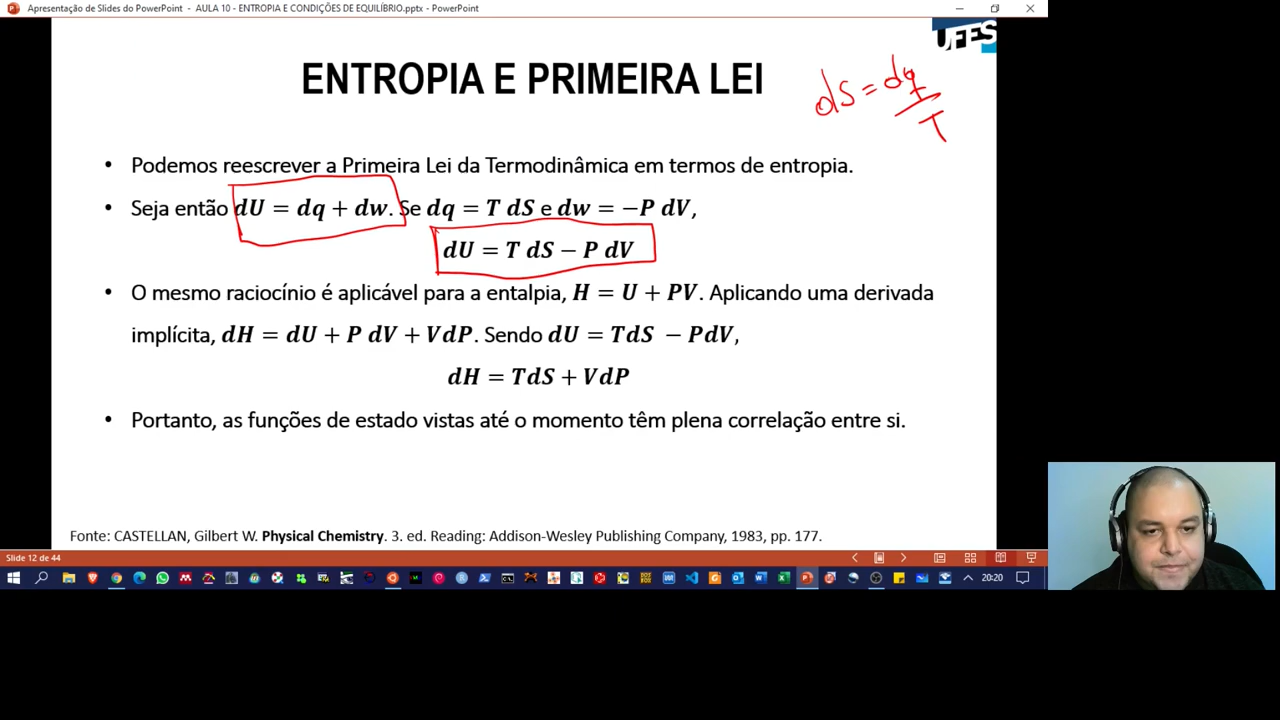 Apresentação de Slides do PowerPoint - AULA 10 - ENTROPIA E CONDIÇÕES DE EQUILÍBRIO.pptx - PowerPoint
UFES
ENTROPIA E PRIMEIRA LEI
dS = dq / T
• Podemos reescrever a Primeira Lei da Termodinâmica em termos de entropia.
• Seja então dU = dq + dw. Se dq = T dS e dw = −P dV,
dU = T dS − P dV
• O mesmo raciocínio é aplicável para a entalpia, H = U + PV. Aplicando uma derivada
implícita, dH = dU + P dV + VdP. Sendo dU = TdS − PdV,
dH = TdS + VdP
• Portanto, as funções de estado vistas até o momento têm plena correlação entre si.
Fonte: CASTELLAN, Gilbert W. Physical Chemistry. 3. ed. Reading: Addison-Wesley Publishing Company, 1983, pp. 177.
Slide 12 de 44
20:20